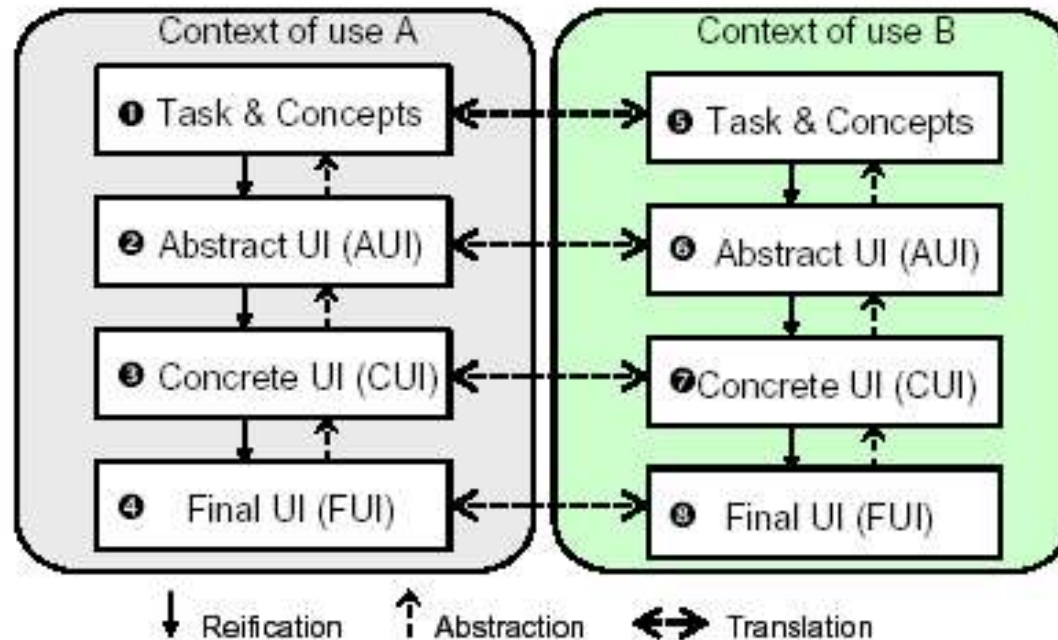 Context of use A
❶ Task & Concepts
❷ Abstract UI (AUI)
❸ Concrete UI (CUI)
❹ Final UI (FUI)
Context of use B
❺ Task & Concepts
❻ Abstract UI (AUI)
❼Concrete UI (CUI)
❽ Final UI (FUI)
Reification
Abstraction
Translation